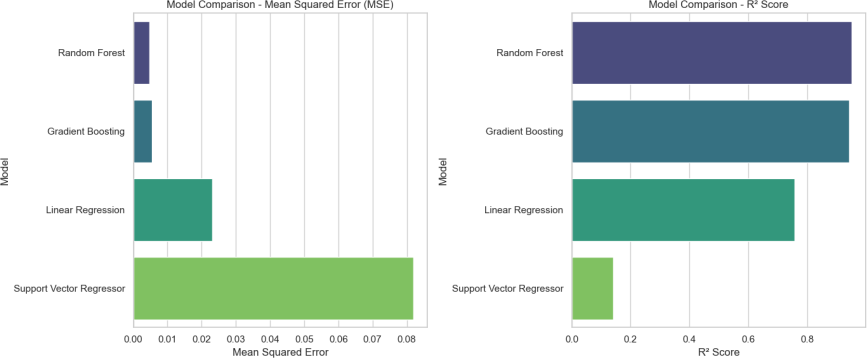 Model Comparison - Mean Squared Error (MSE)
Random Forest
Gradient Boosting
Linear Regression
Support Vector Regressor
Model
0.00 0.01 0.02 0.03 0.04 0.05 0.06 0.07 0.08
Mean Squared Error
Model Comparison - R² Score
Random Forest
Gradient Boosting
Linear Regression
Support Vector Regressor
Model
0.0 0.2 0.4 0.6 0.8
R² Score